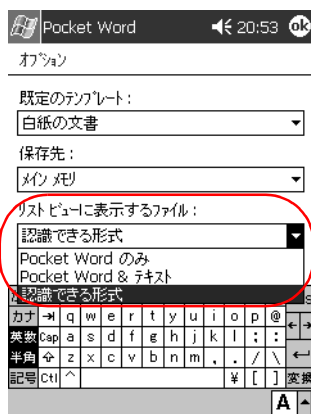 Pocket Word 20:53 ok
オプション
既定のテンプレート：
白紙の文書
保存先：
メイン メモリ
リスト ビューに表示するファイル：
認識できる形式
Pocket Word のみ
Pocket Word & テキスト
認識できる形式
カナ q w e r t y u i o p @
英数 Cap a s d f g h j k l ; :
半角 z x c v b n m , . / \
記号 Ctl ^ ¥ [ ] 変換
A